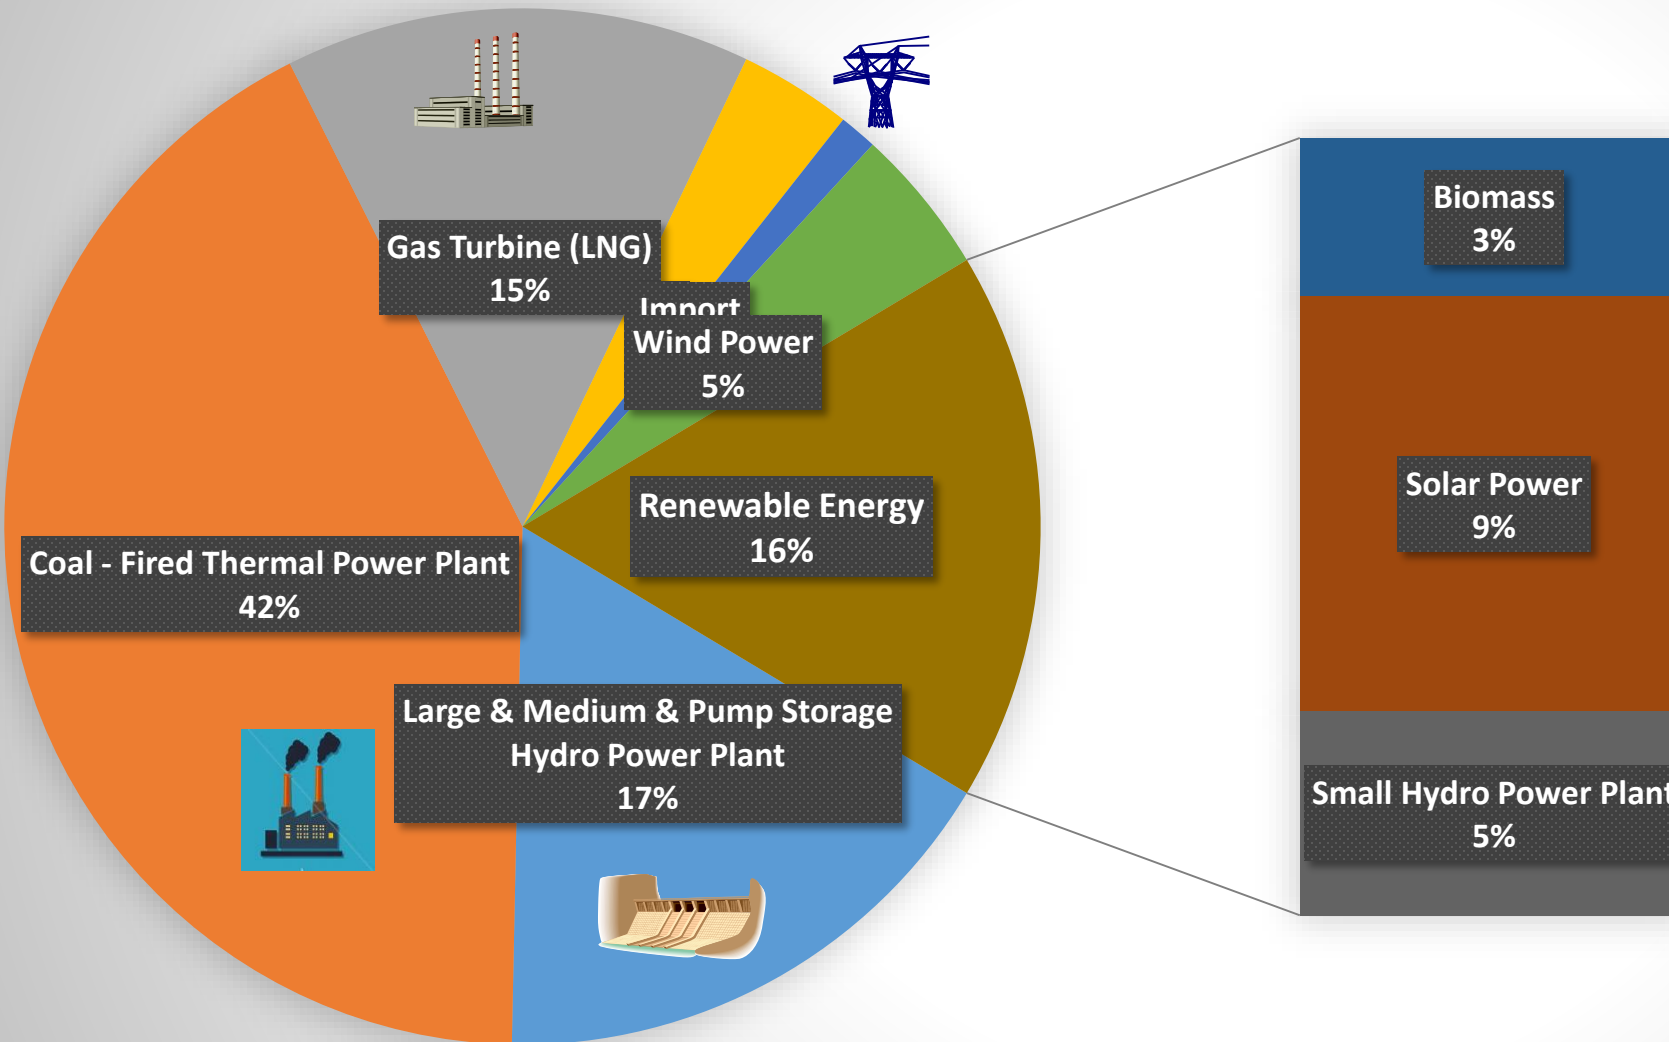 Gas Turbine (LNG)
15%
Import
Wind Power
5%
Renewable Energy
16%
Coal - Fired Thermal Power Plant
42%
Large & Medium & Pump Storage
Hydro Power Plant
17%
Biomass
3%
Solar Power
9%
Small Hydro Power Plant
5%